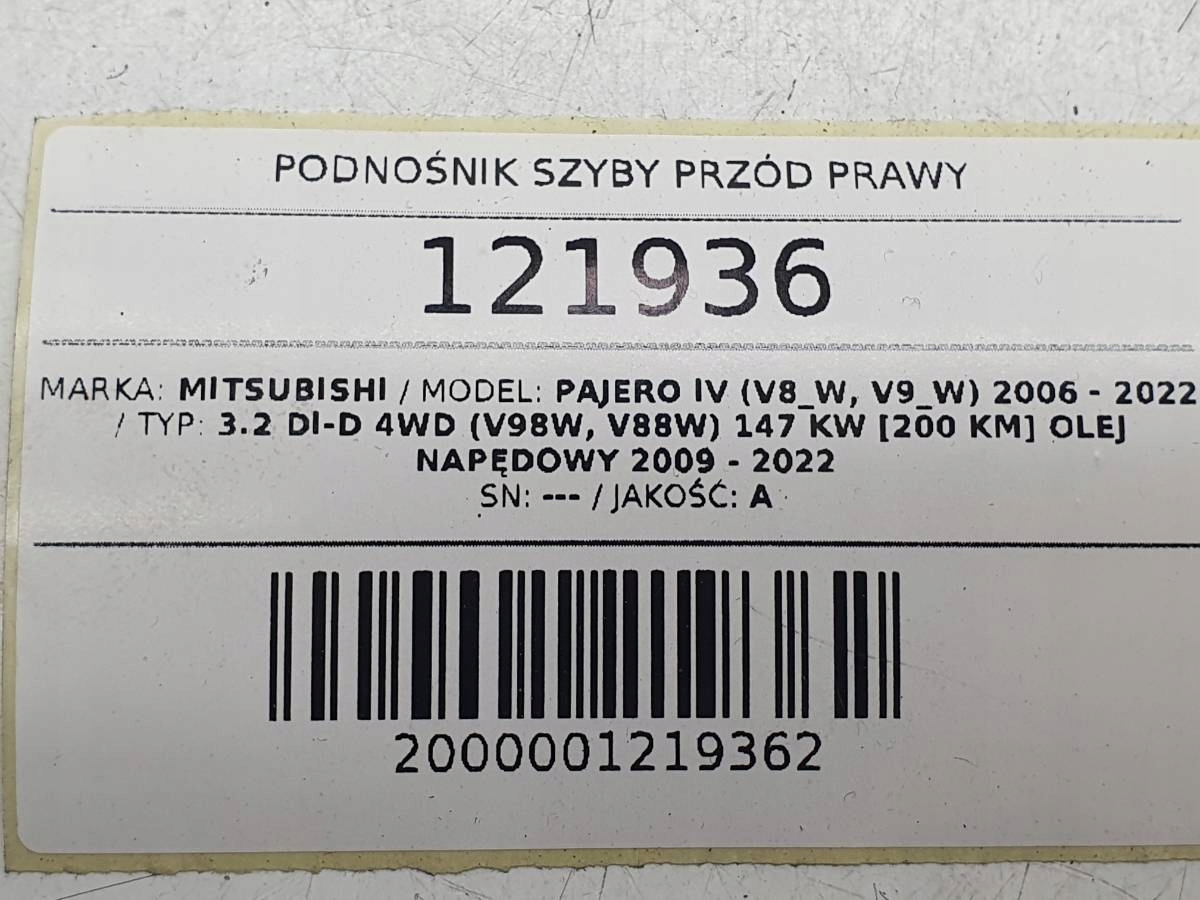 PODNOŚNIK SZYBY PRZÓD PRAWY
121936
MARKA: MITSUBISHI / MODEL: PAJERO IV (V8_W, V9_W) 2006 - 2022
/ TYP: 3.2 DI-D 4WD (V98W, V88W) 147 KW [200 KM] OLEJ
NAPĘDOWY 2009 - 2022
SN: --- / JAKOŚĆ: A
2000001219362